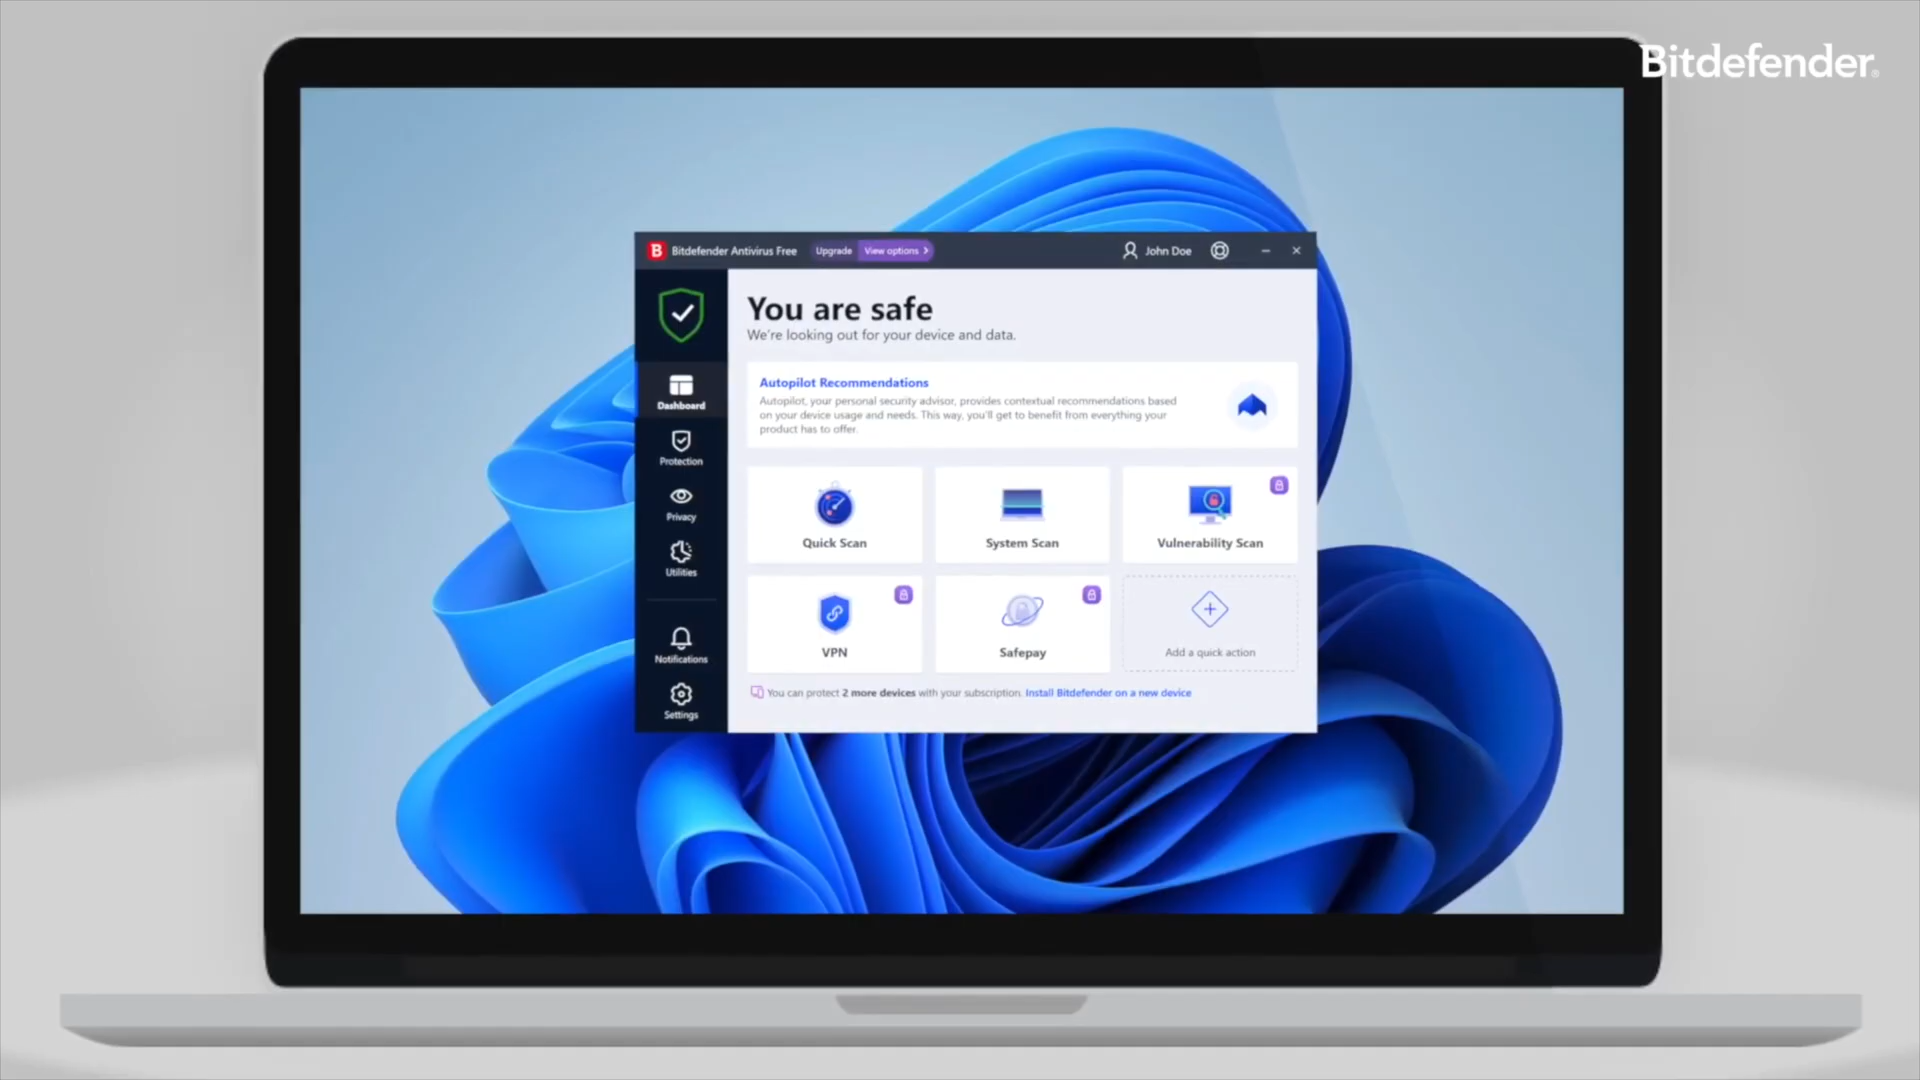 Bitdefender®
B Bitdefender Antivirus Free Upgrade View options > John Doe
You are safe
We're looking out for your device and data.
Dashboard
Protection
Privacy
Utilities
Notifications
Settings
Autopilot Recommendations
Autopilot, your personal security advisor, provides contextual recommendations based
on your device usage and needs. This way, you'll get to benefit from everything your
product has to offer.
Quick Scan
System Scan
Vulnerability Scan
VPN
Safepay
Add a quick action
You can protect 2 more devices with your subscription. Install Bitdefender on a new device